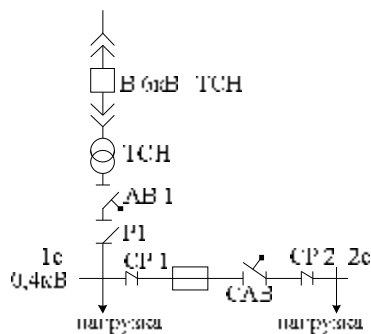 В 6кВ ТСН
ТСН
АВ 1
Р1
1с
СР 1
СР 2
2с
0,4кВ
САВ
нагрузка
нагрузка